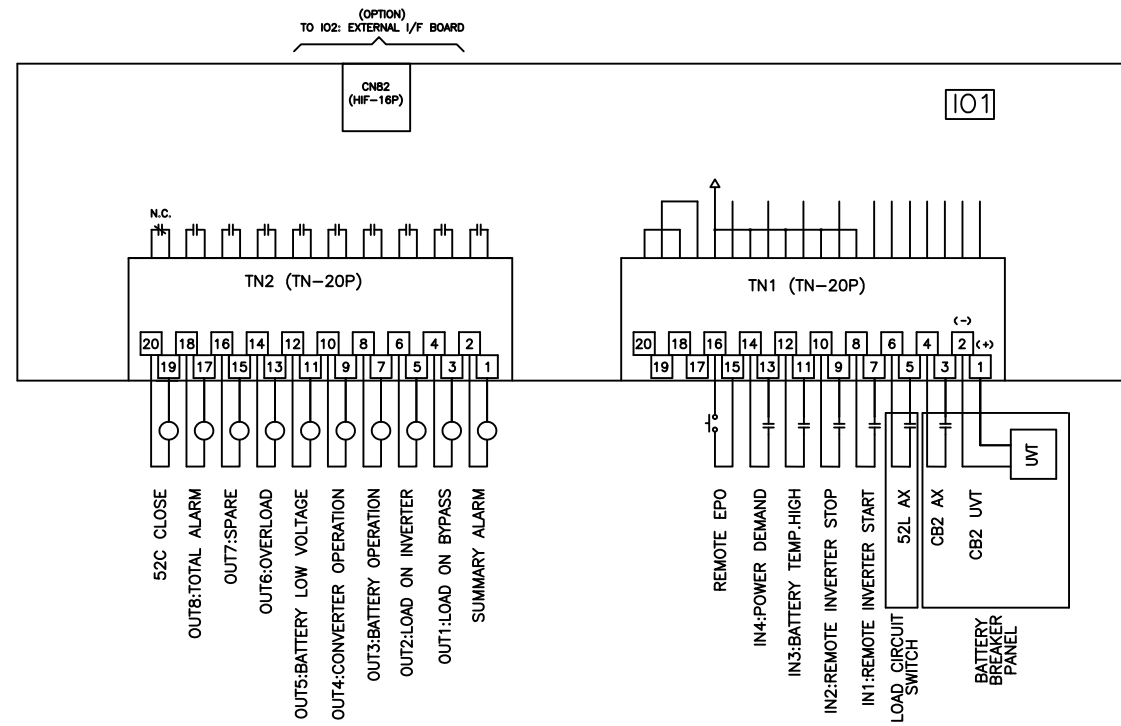 (OPTION)
TO IO2: EXTERNAL I/F BOARD
CN82
(HIF-16P)
IO1
N.C.
TN2 (TN-20P)
TN1 (TN-20P)
(-)
(+)
20 18 16 14 12 10 8 6 4 2
19 17 15 13 11 9 7 5 3 1
20 18 16 14 12 10 8 6 4 2
19 17 15 13 11 9 7 5 3 1
52C CLOSE
OUT8:TOTAL ALARM
OUT7:SPARE
OUT6:OVERLOAD
OUT5:BATTERY LOW VOLTAGE
OUT4:CONVERTER OPERATION
OUT3:BATTERY OPERATION
OUT2:LOAD ON INVERTER
OUT1:LOAD ON BYPASS
SUMMARY ALARM
REMOTE EPO
IN4:POWER DEMAND
IN3:BATTERY TEMP.HIGH
IN2:REMOTE INVERTER STOP
IN1:REMOTE INVERTER START
52L AX
CB2 AX
CB2 UVT
UVT
LOAD CIRCUIT
SWITCH
BATTERY
BREAKER
PANEL